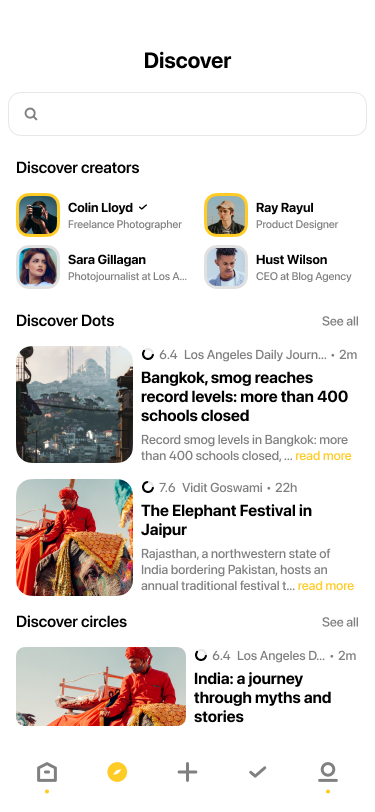 Discover
Discover creators
Colin Lloyd
Freelance Photographer
Ray Rayul
Product Designer
Sara Gillagan
Photojournalist at Los A...
Hust Wilson
CEO at Blog Agency
Discover Dots
See all
6.4 Los Angeles Daily Journ... • 2m
Bangkok, smog reaches
record levels: more than 400
schools closed
Record smog levels in Bangkok: more
than 400 schools closed, ... read more
7.6 Vidit Goswami • 22h
The Elephant Festival in
Jaipur
Rajasthan, a northwestern state of
India bordering Pakistan, hosts an
annual traditional festival t... read more
Discover circles
See all
6.4 Los Angeles D... • 2m
India: a journey
through myths and
stories